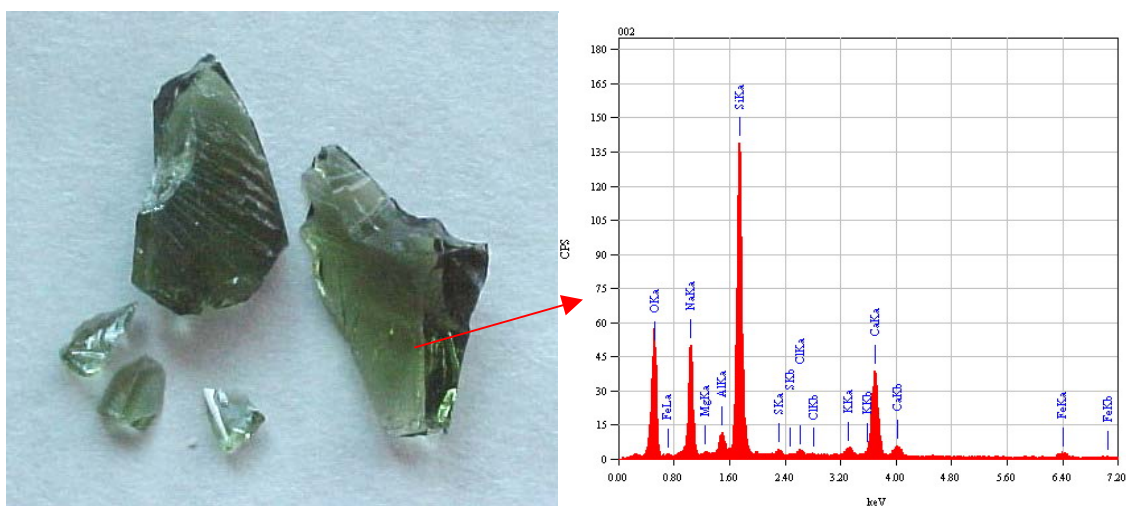 002
180
165
150
135
120
105
90
75
60
45
30
15
0
CPS
OKa
FeLa
NaKa
MgKa
AlKa
SiKa
SKa
SKb
ClKa
ClKb
KKa
KKb
CaKa
CaKb
FeKa
FeKb
0.00 0.80 1.60 2.40 3.20 4.00 4.80 5.60 6.40 7.20
keV